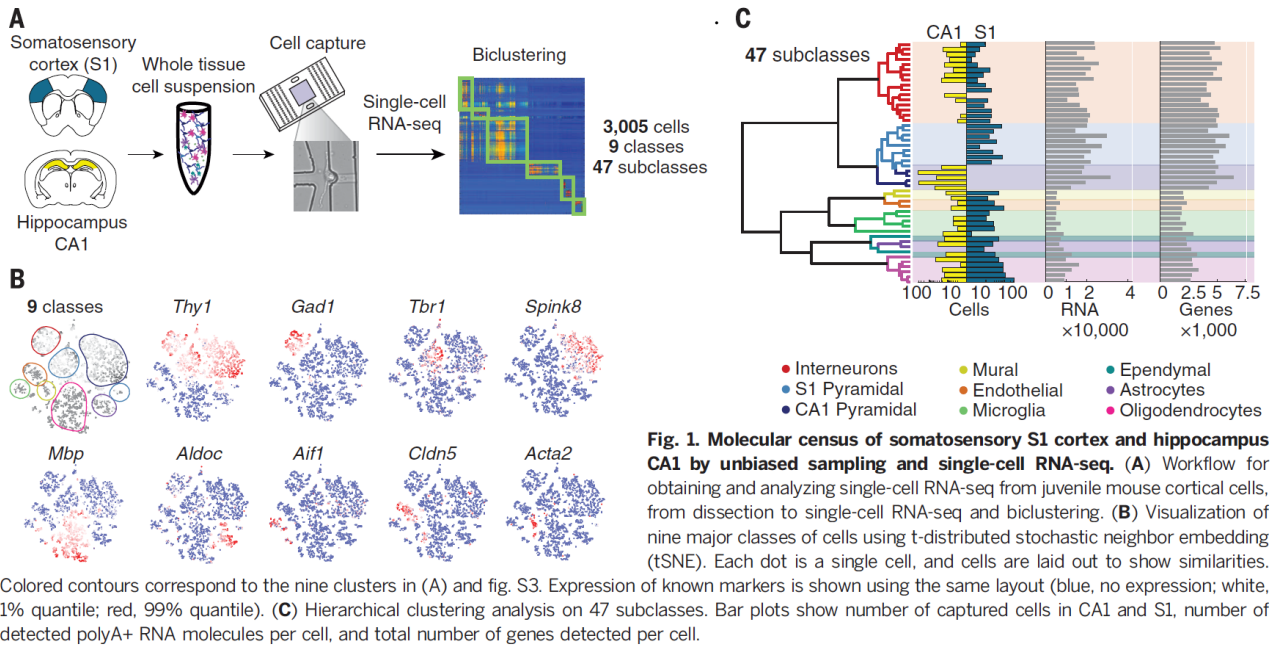 A
Somatosensory
cortex (S1)
Hippocampus
CA1
Whole tissue
cell suspension
Cell capture
Single-cell
RNA-seq
Biclustering
3,005 cells
9 classes
47 subclasses
B
9 classes
Thy1
Gad1
Tbr1
Spink8
Mbp
Aldoc
Aif1
Cldn5
Acta2
C
47 subclasses
CA1 S1
100 10 10 100
Cells
0 1 2 4
RNA
×10,000
0 2.5 5 7.5
Genes
×1,000
Interneurons
S1 Pyramidal
CA1 Pyramidal
Mural
Endothelial
Microglia
Ependymal
Astrocytes
Oligodendrocytes
Fig. 1. Molecular census of somatosensory S1 cortex and hippocampus
CA1 by unbiased sampling and single-cell RNA-seq. (A) Workflow for
obtaining and analyzing single-cell RNA-seq from juvenile mouse cortical cells,
from dissection to single-cell RNA-seq and biclustering. (B) Visualization of
nine major classes of cells using t-distributed stochastic neighbor embedding
(tSNE). Each dot is a single cell, and cells are laid out to show similarities.
Colored contours correspond to the nine clusters in (A) and fig. S3. Expression of known markers is shown using the same layout (blue, no expression; white,
1% quantile; red, 99% quantile). (C) Hierarchical clustering analysis on 47 subclasses. Bar plots show number of captured cells in CA1 and S1, number of
detected polyA+ RNA molecules per cell, and total number of genes detected per cell.